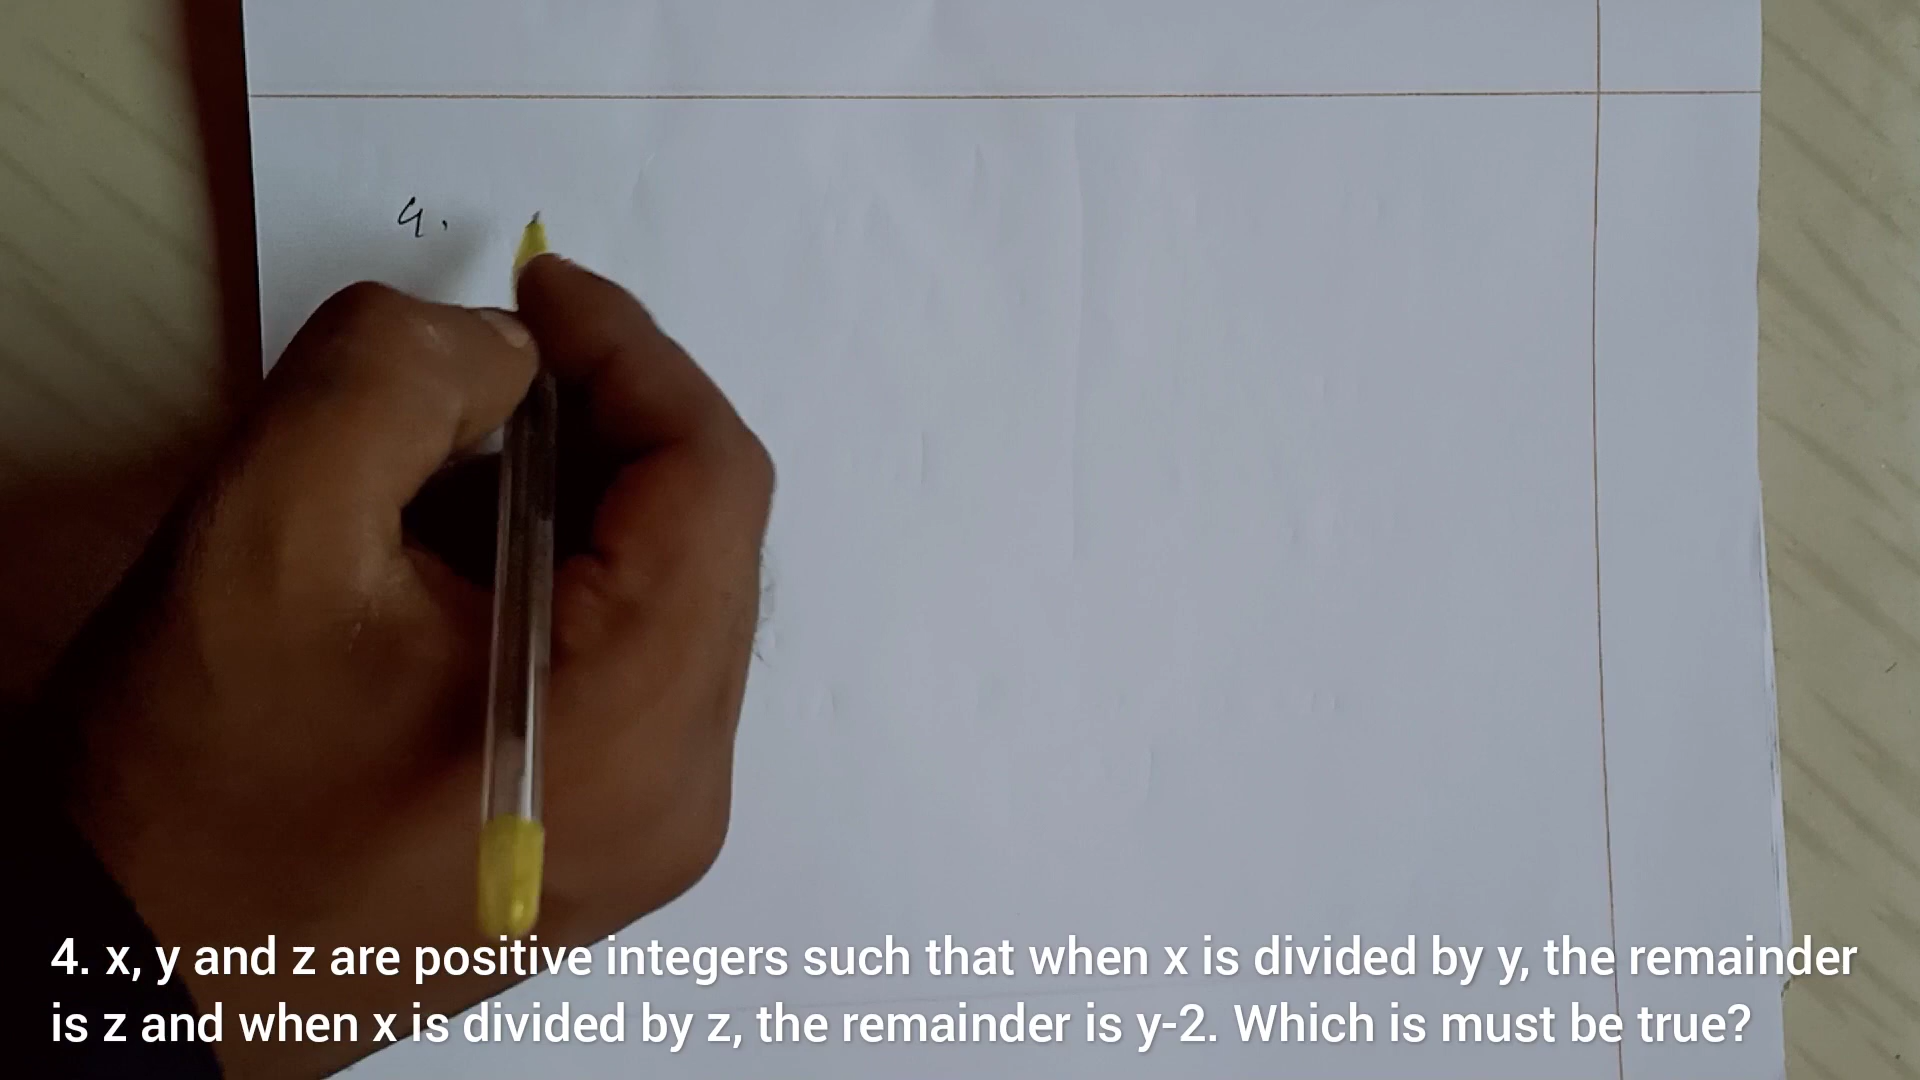 4.
4. x, y and z are positive integers such that when x is divided by y, the remainder
is z and when x is divided by z, the remainder is y-2. Which is must be true?